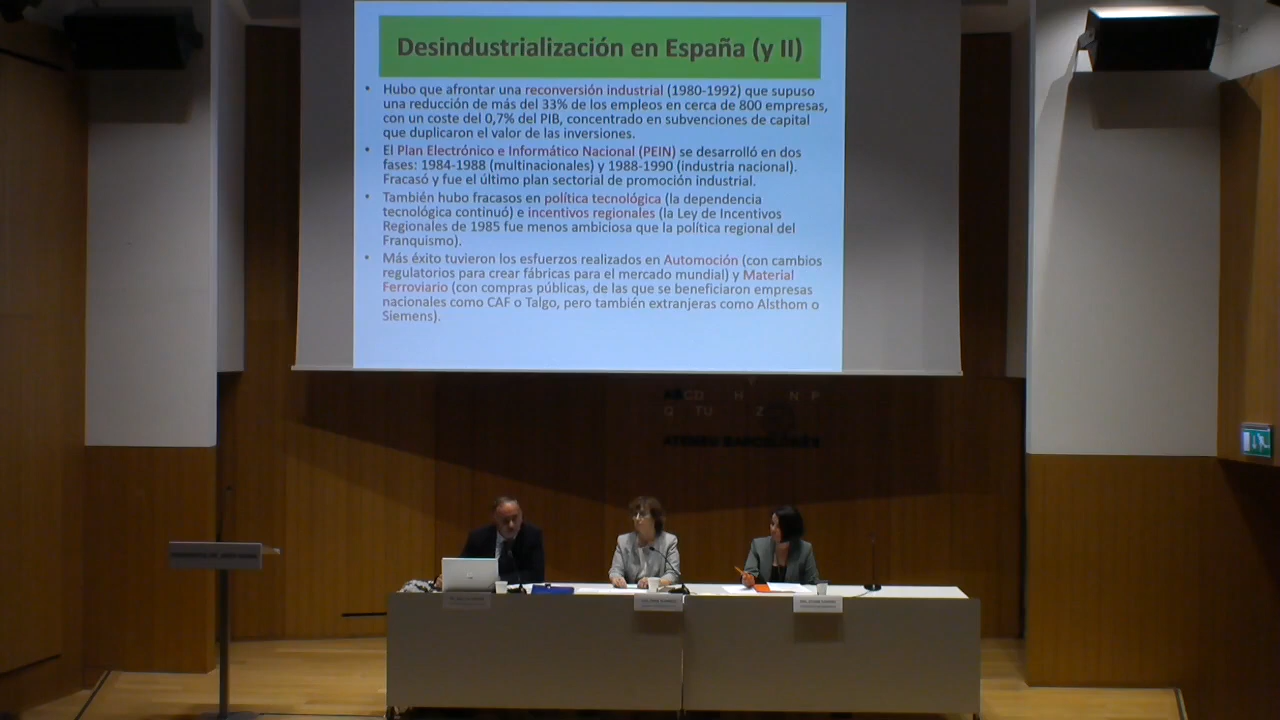 Desindustrialización en España (y II)
• Hubo que afrontar una reconversión industrial (1980-1992) que supuso
una reducción de más del 33% de los empleos en cerca de 800 empresas,
con un coste del 0,7% del PIB, concentrado en subvenciones de capital
que duplicaron el valor de las inversiones.
• El Plan Electrónico e Informático Nacional (PEIN) se desarrolló en dos
fases: 1984-1988 (multinacionales) y 1988-1990 (industria nacional).
Fracasó y fue el último plan sectorial de promoción industrial.
• También hubo fracasos en política tecnológica (la dependencia
tecnológica continuó) e incentivos regionales (la Ley de Incentivos
Regionales de 1985 fue menos ambiciosa que la política regional del
Franquismo).
• Más éxito tuvieron los esfuerzos realizados en Automoción (con cambios
regulatorios para crear fábricas para el mercado mundial) y Material
Ferroviario (con compras públicas, de las que se beneficiaron empresas
nacionales como CAF o Talgo, pero también extranjeras como Alsthom o
Siemens).
ABCD H N P
Q TU Z
ATENEU BARCELONÈS